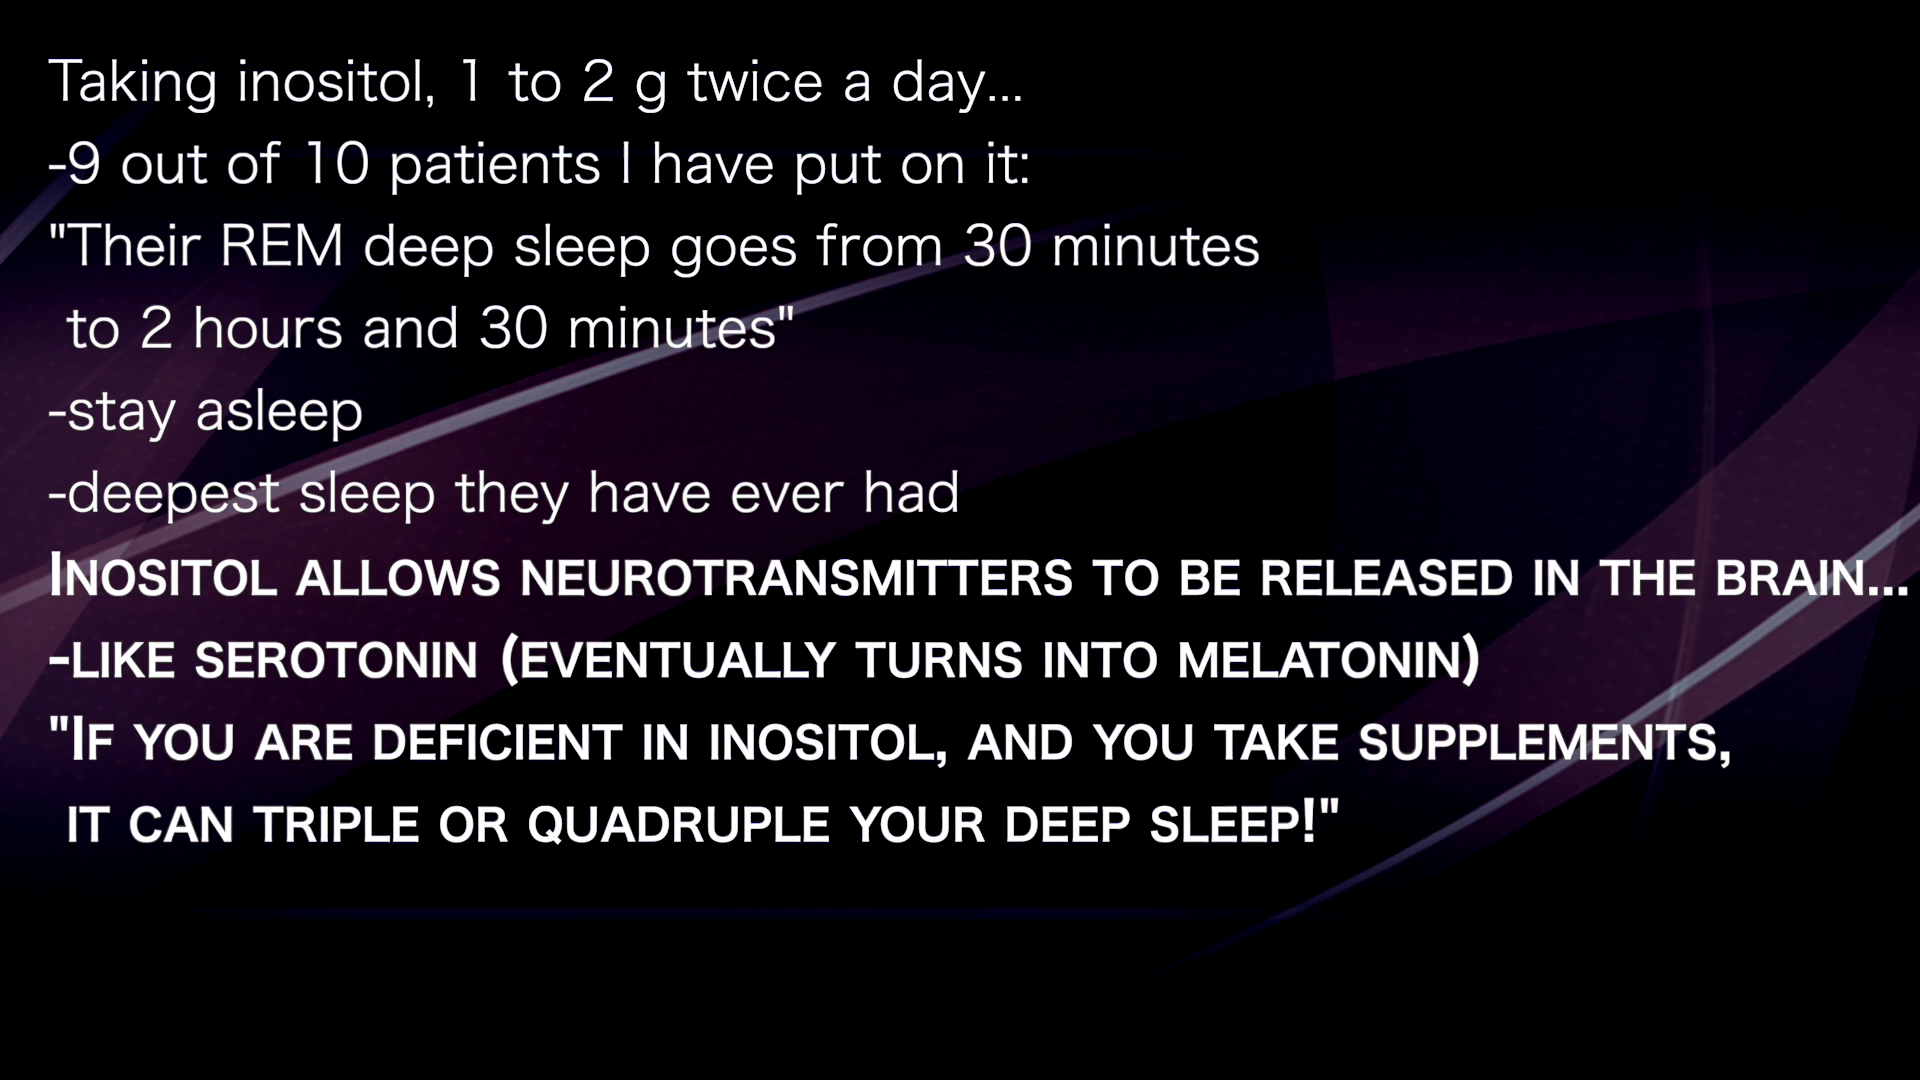 Taking inositol, 1 to 2 g twice a day...
-9 out of 10 patients I have put on it:
"Their REM deep sleep goes from 30 minutes
to 2 hours and 30 minutes"
-stay asleep
-deepest sleep they have ever had
Inositol allows neurotransmitters to be released in the brain...
-like serotonin (eventually turns into melatonin)
"If you are deficient in inositol, and you take supplements,
it can triple or quadruple your deep sleep!"